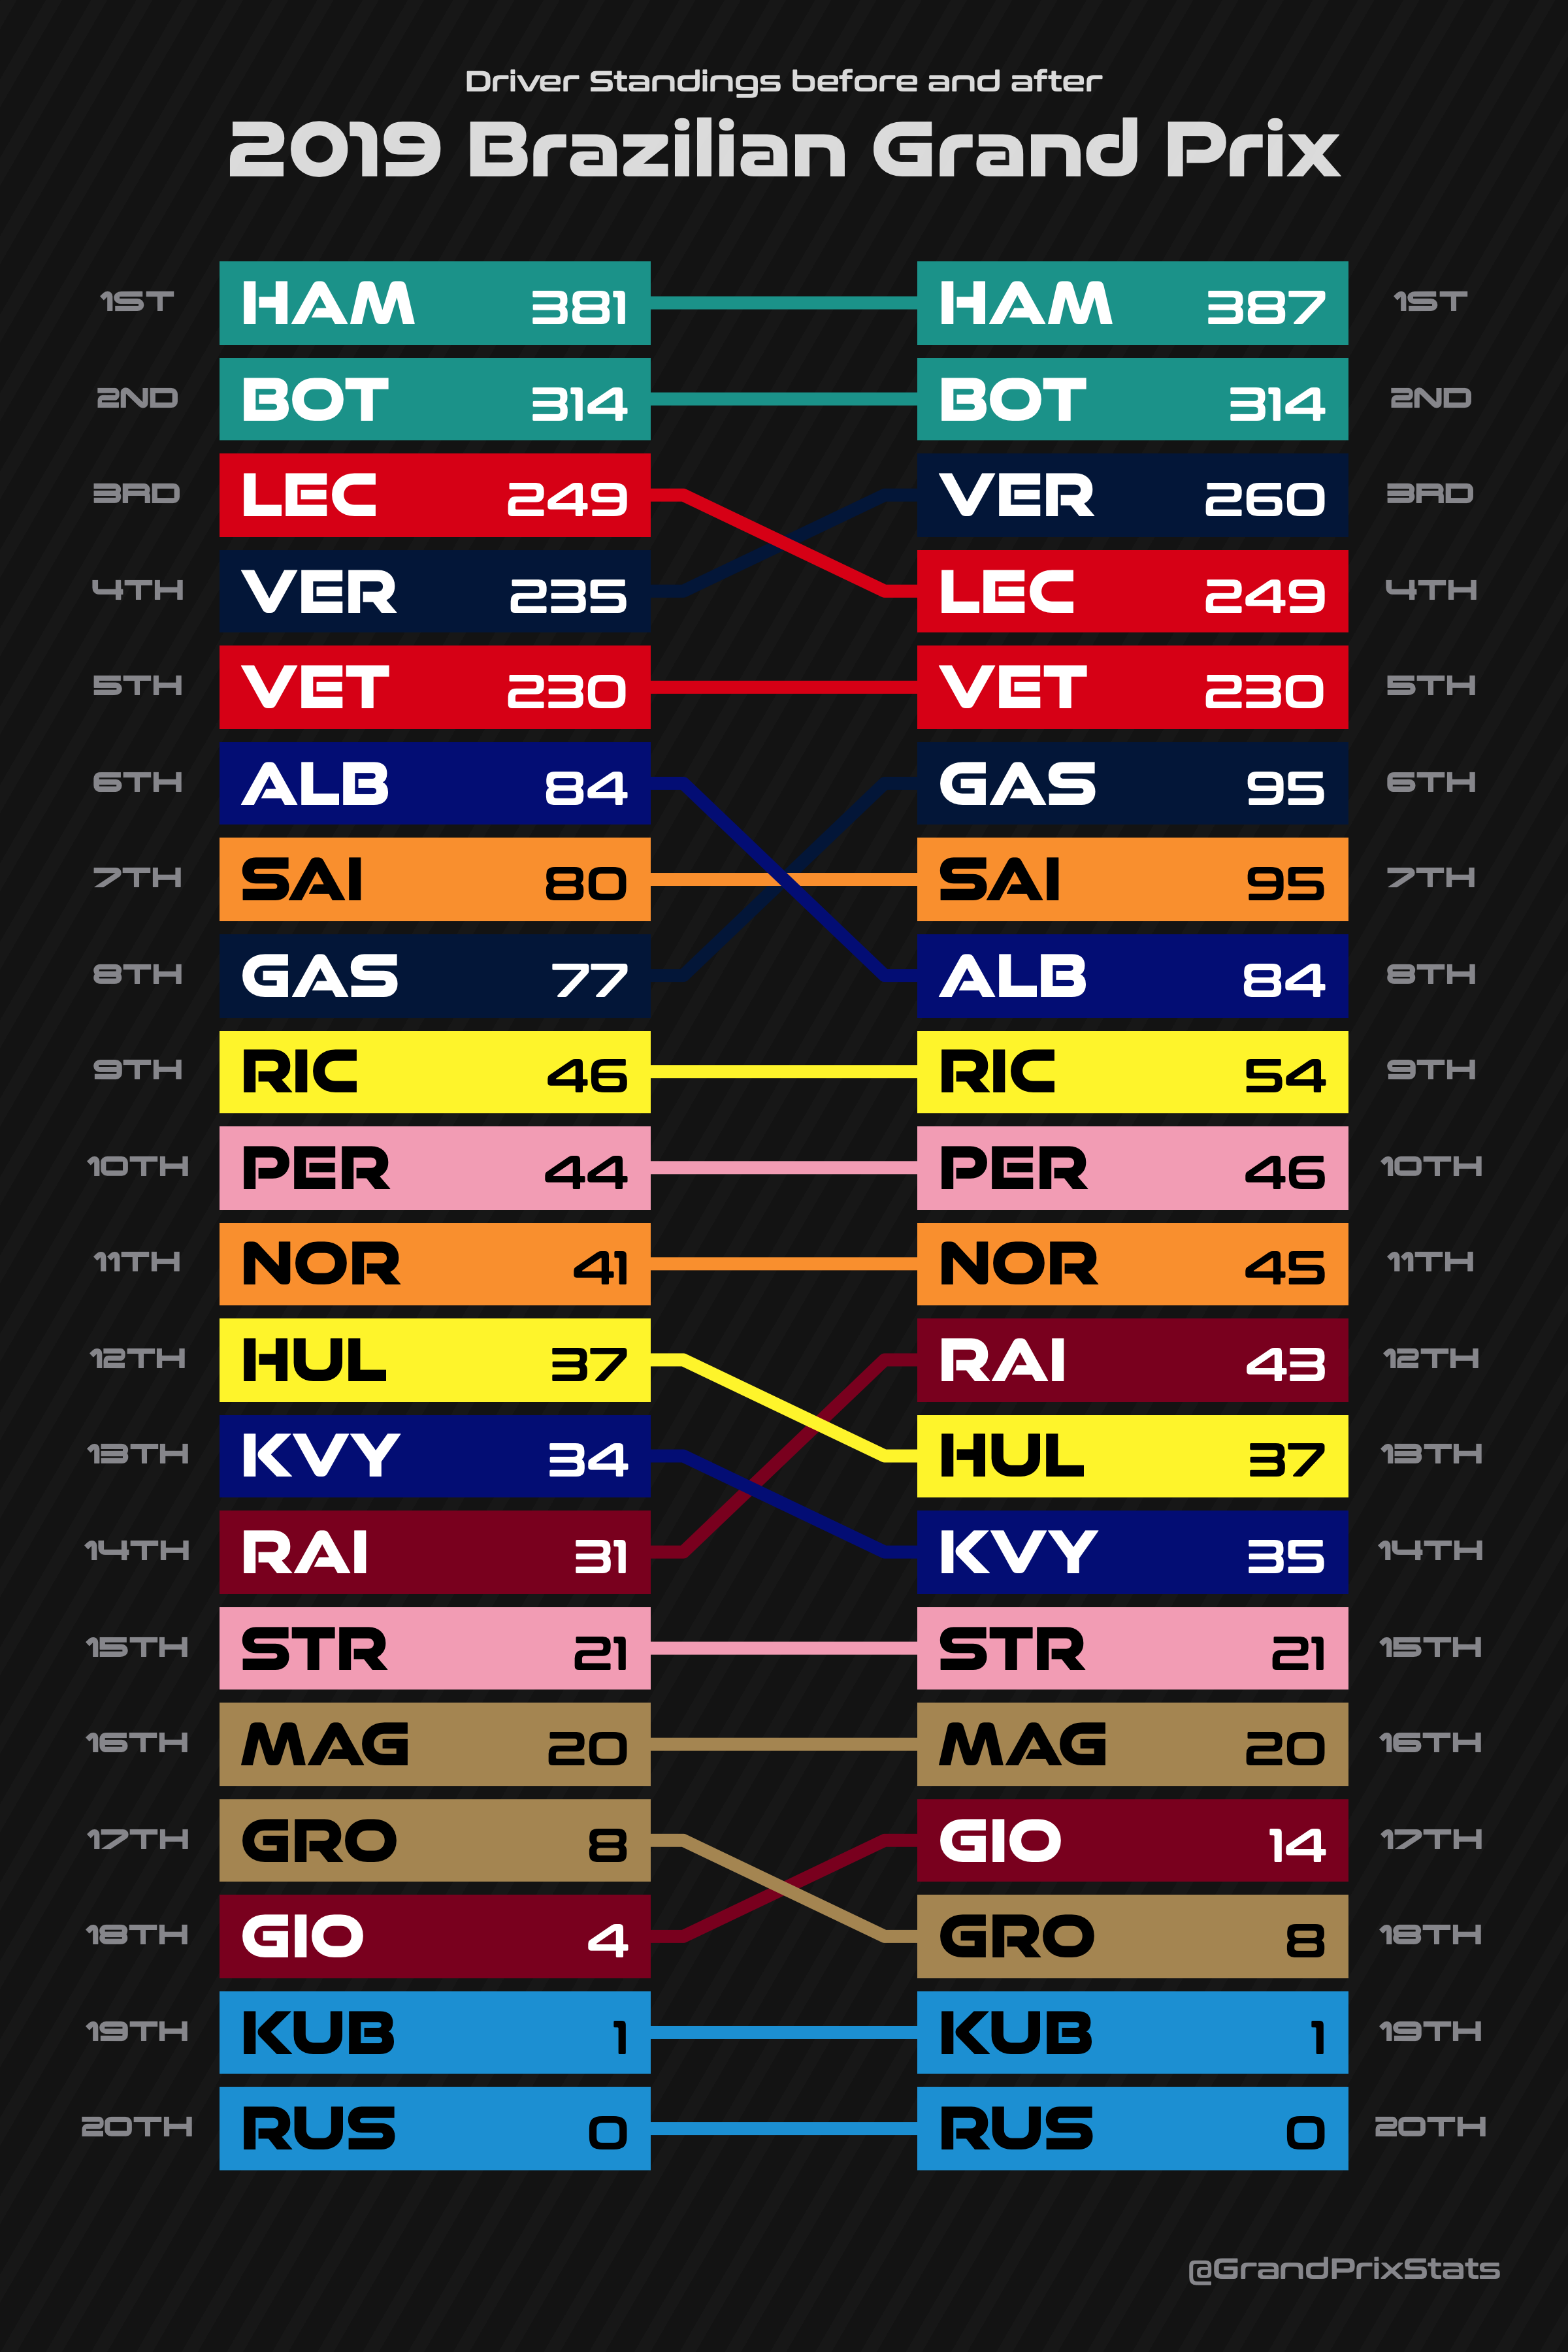 Driver Standings before and after
2019 Brazilian Grand Prix
1ST HAM 381 HAM 387 1ST
2ND BOT 314 BOT 314 2ND
3RD LEC 249 VER 260 3RD
4TH VER 235 LEC 249 4TH
5TH VET 230 VET 230 5TH
6TH ALB 84 GAS 95 6TH
7TH SAI 80 SAI 95 7TH
8TH GAS 77 ALB 84 8TH
9TH RIC 46 RIC 54 9TH
10TH PER 44 PER 46 10TH
11TH NOR 41 NOR 45 11TH
12TH HUL 37 RAI 43 12TH
13TH KVY 34 HUL 37 13TH
14TH RAI 31 KVY 35 14TH
15TH STR 21 STR 21 15TH
16TH MAG 20 MAG 20 16TH
17TH GRO 8 GIO 14 17TH
18TH GIO 4 GRO 8 18TH
19TH KUB 1 KUB 1 19TH
20TH RUS 0 RUS 0 20TH
@GrandPrixStats